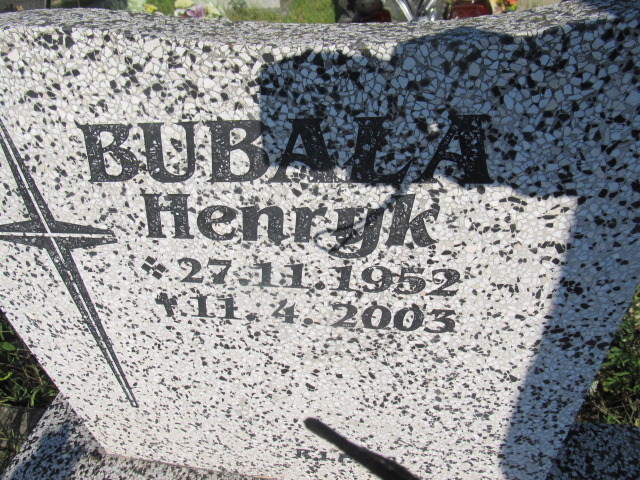 BUBAŁA
Henryk
* 27.11.1952
✝ 11. 4. 2003